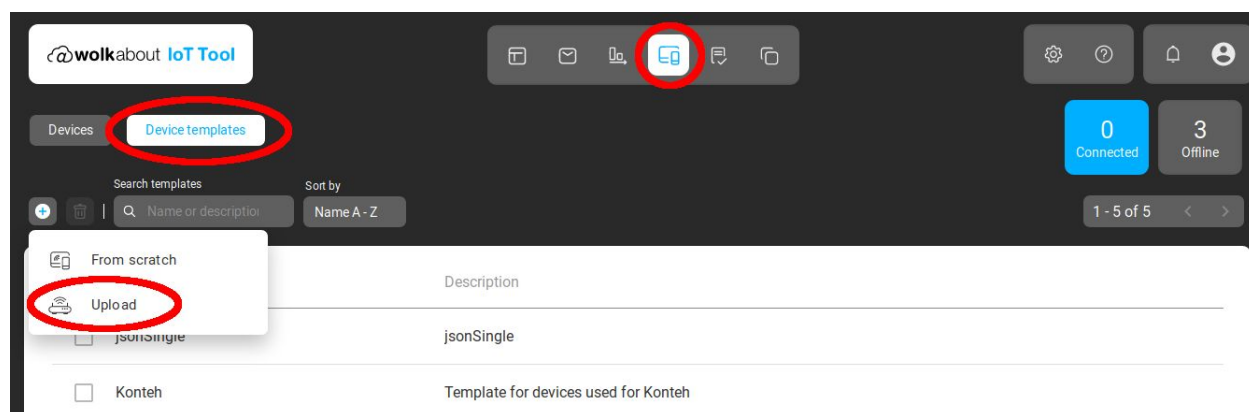 @wolkabout IoT Tool
Devices
Device templates
0
Connected
3
Offline
Search templates
Sort by
Name or description
Name A - Z
1 - 5 of 5
From scratch
Upload
Description
jsonSingle
jsonSingle
Konteh
Template for devices used for Konteh